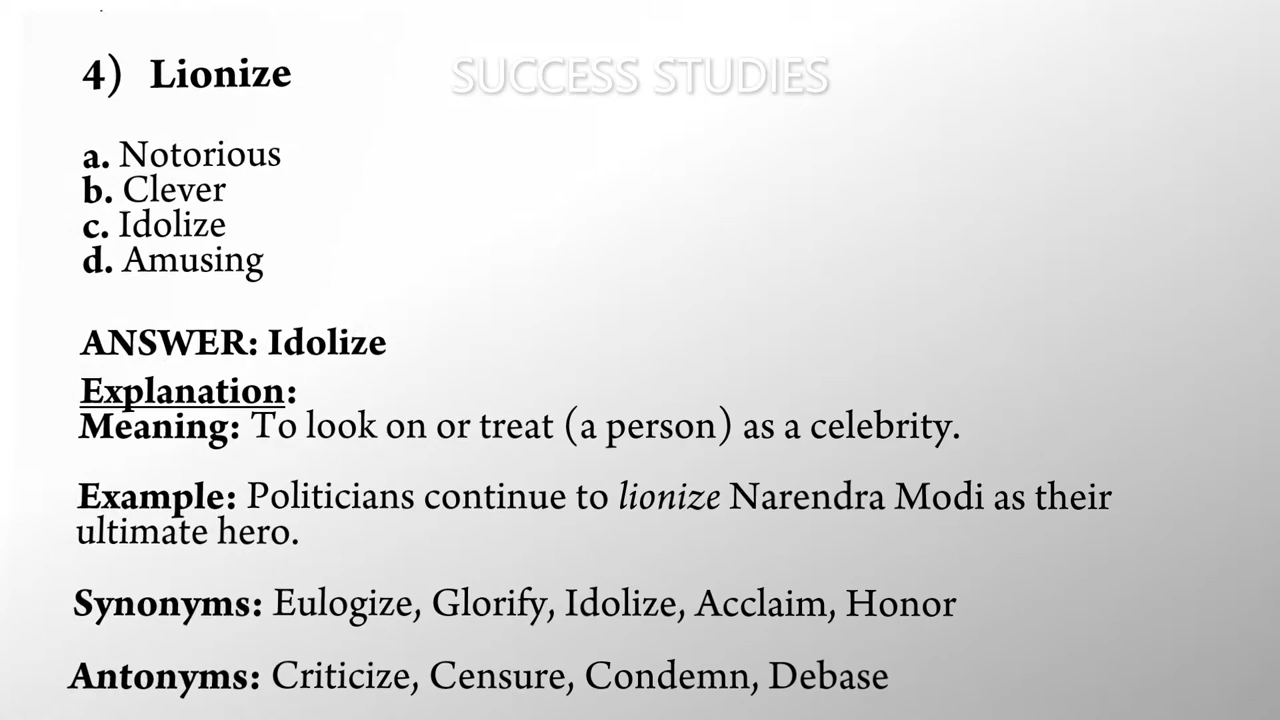 4) Lionize
SUCCESS STUDIES
a. Notorious
b. Clever
c. Idolize
d. Amusing
ANSWER: Idolize
Explanation:
Meaning: To look on or treat (a person) as a celebrity.
Example: Politicians continue to lionize Narendra Modi as their
ultimate hero.
Synonyms: Eulogize, Glorify, Idolize, Acclaim, Honor
Antonyms: Criticize, Censure, Condemn, Debase